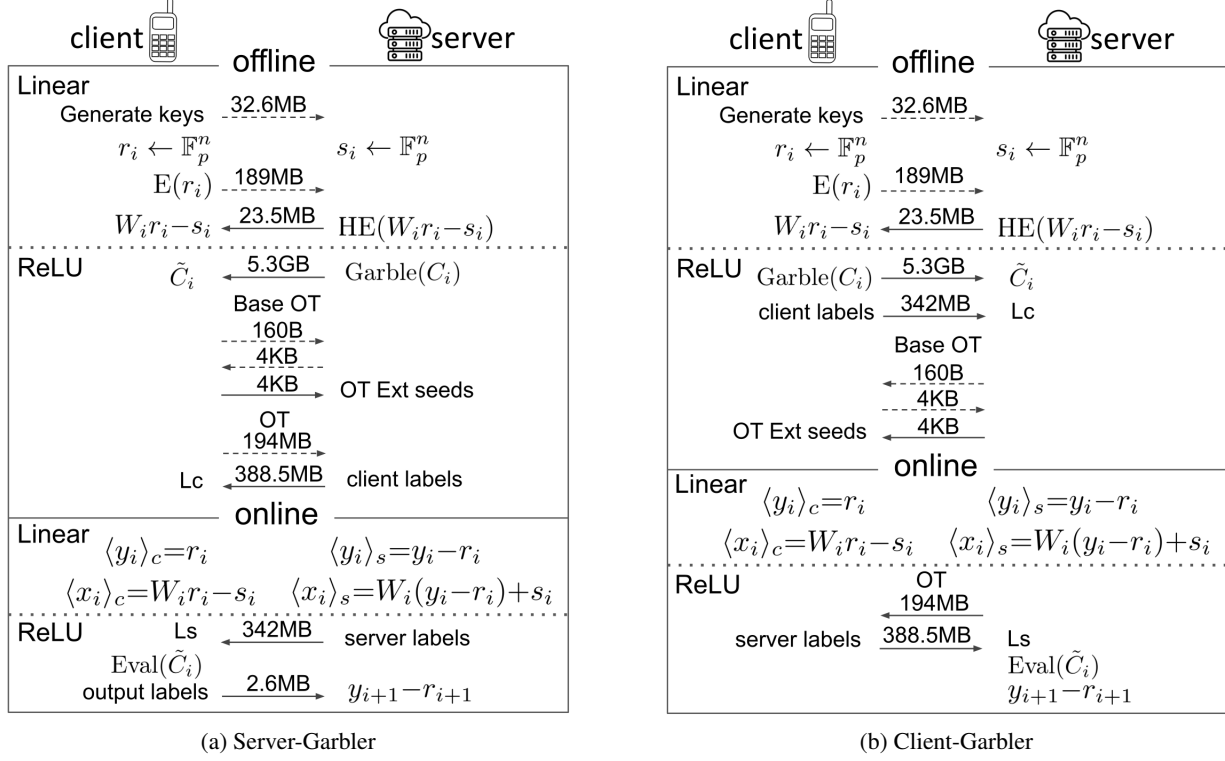 client server
offline
Linear
Generate keys 32.6MB
r_i ← 𝔽_p^n s_i ← 𝔽_p^n
E(r_i) 189MB
W_i r_i − s_i 23.5MB HE(W_i r_i − s_i)
ReLU
C̃_i 5.3GB Garble(C_i)
Base OT
160B
4KB
4KB OT Ext seeds
OT
194MB
Lc 388.5MB client labels
online
Linear
⟨y_i⟩_c=r_i ⟨y_i⟩_s=y_i−r_i
⟨x_i⟩_c=W_i r_i−s_i ⟨x_i⟩_s=W_i(y_i−r_i)+s_i
ReLU
Ls 342MB server labels
Eval(C̃_i)
output labels 2.6MB y_{i+1}−r_{i+1}
(a) Server-Garbler
client server
offline
Linear
Generate keys 32.6MB
r_i ← 𝔽_p^n s_i ← 𝔽_p^n
E(r_i) 189MB
W_i r_i − s_i 23.5MB HE(W_i r_i − s_i)
ReLU
Garble(C_i) 5.3GB C̃_i
client labels 342MB Lc
Base OT
160B
4KB
OT Ext seeds 4KB
online
Linear
⟨y_i⟩_c=r_i ⟨y_i⟩_s=y_i−r_i
⟨x_i⟩_c=W_i r_i−s_i ⟨x_i⟩_s=W_i(y_i−r_i)+s_i
ReLU
OT
194MB
server labels 388.5MB Ls
Eval(C̃_i)
y_{i+1}−r_{i+1}
(b) Client-Garbler